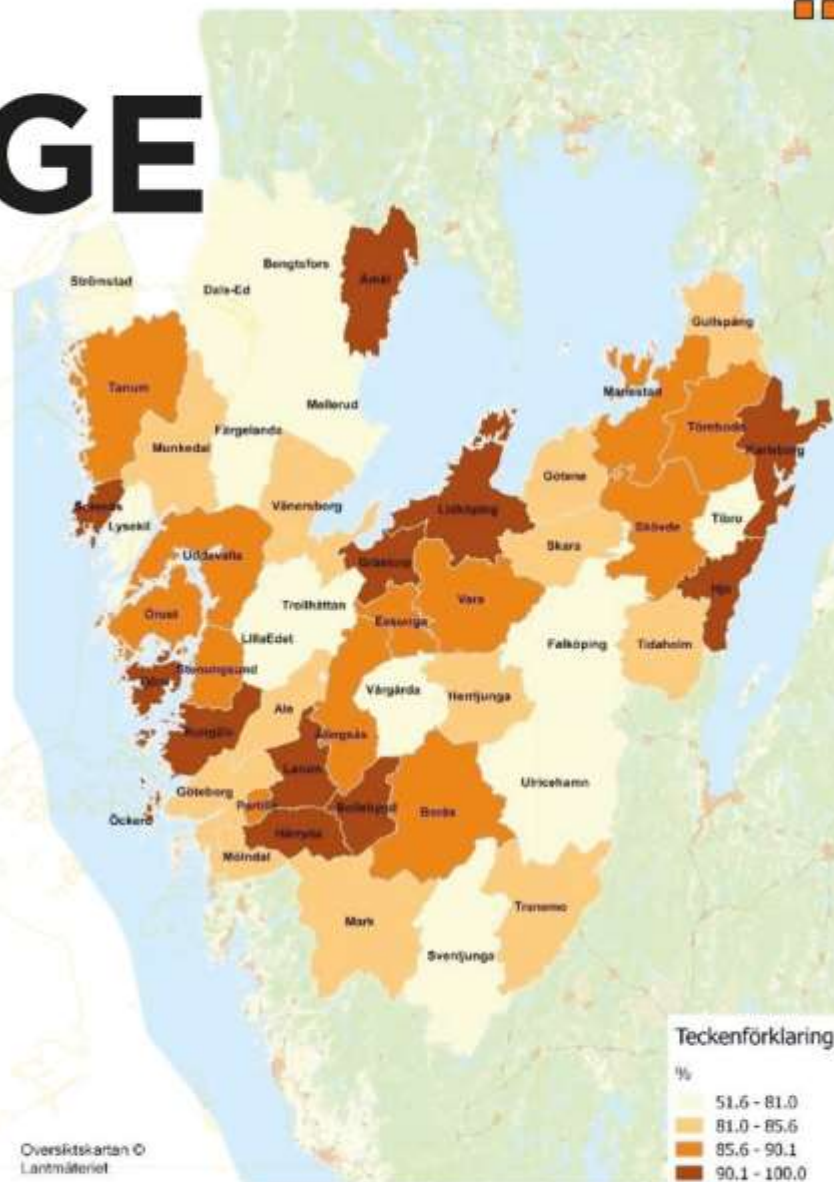 GE
Strömstad
Bengtsfors
Dals-Ed
Åmål
Gullspång
Tanum
Mellerud
Mariestad
Töreboda
Färgelanda
Munkedal
Karlsborg
Götene
Vänersborg
Lidköping
Lysekil
Skövde
Tibro
Skara
Uddevalla
Grästorp
Hjo
Trollhättan
Vara
Orust
Essunga
LillaEdet
Falköping
Tidaholm
Stenungsund
Tjörn
Vårgårda
Herrljunga
Ale
Kungälv
Alingsås
Lerum
Ulricehamn
Göteborg
Partille
Bollebygd
Borås
Öckerö
Härryda
Mölndal
Tranemo
Mark
Svenljunga
Teckenförklaring
%
51.6 - 81.0
81.0 - 85.6
85.6 - 90.1
90.1 - 100.0
Översiktskartan ©
Lantmäteriet